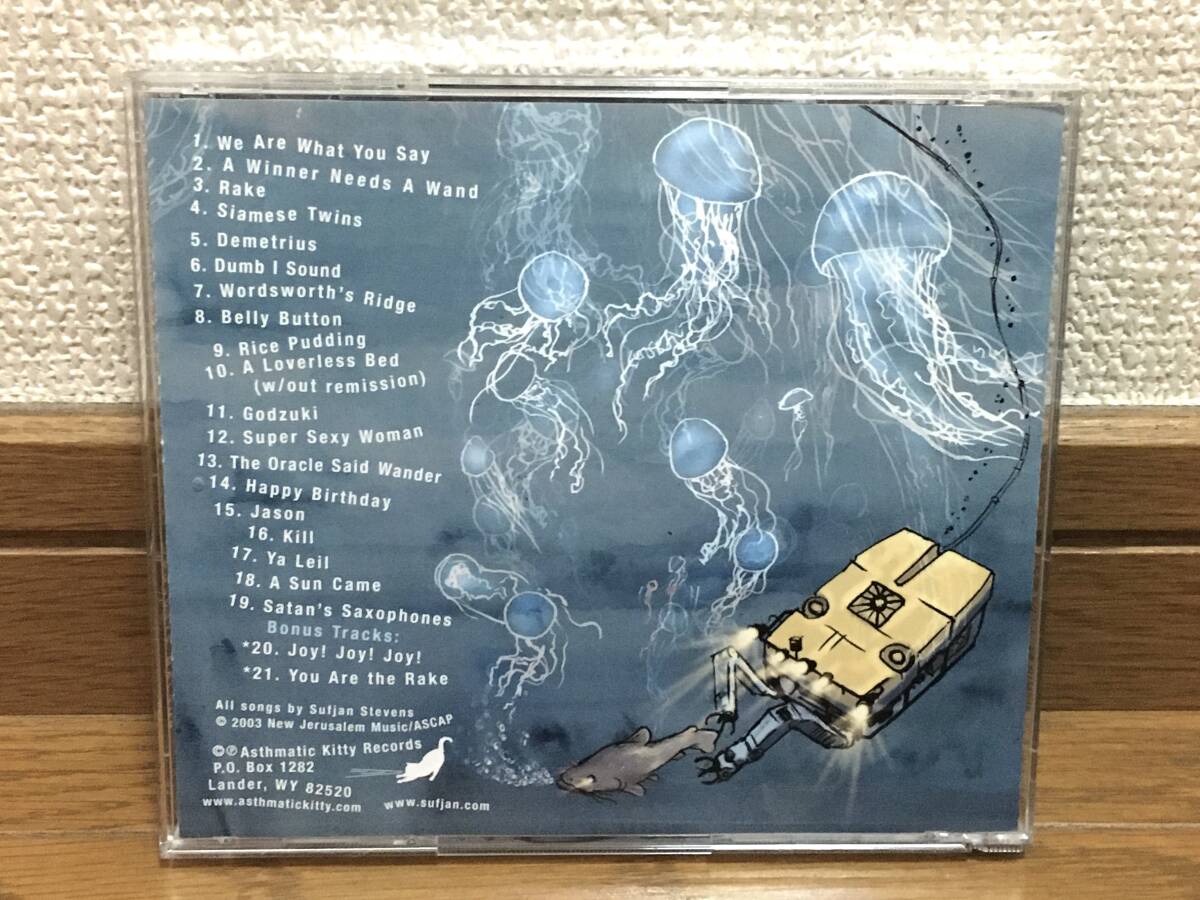 1. We Are What You Say
2. A Winner Needs A Wand
3. Rake
4. Siamese Twins
5. Demetrius
6. Dumb I Sound
7. Wordsworth's Ridge
8. Belly Button
9. Rice Pudding
10. A Loverless Bed
(w/out remission)
11. Godzuki
12. Super Sexy Woman
13. The Oracle Said Wander
14. Happy Birthday
15. Jason
16. Kill
17. Ya Leil
18. A Sun Came
19. Satan's Saxophones
Bonus Tracks:
*20. Joy! Joy! Joy!
*21. You Are the Rake
All songs by Sufjan Stevens
© 2003 New Jerusalem Music/ASCAP
©℗ Asthmatic Kitty Records
P.O. Box 1282
Lander, WY 82520
www.asthmatickitty.com www.sufjan.com